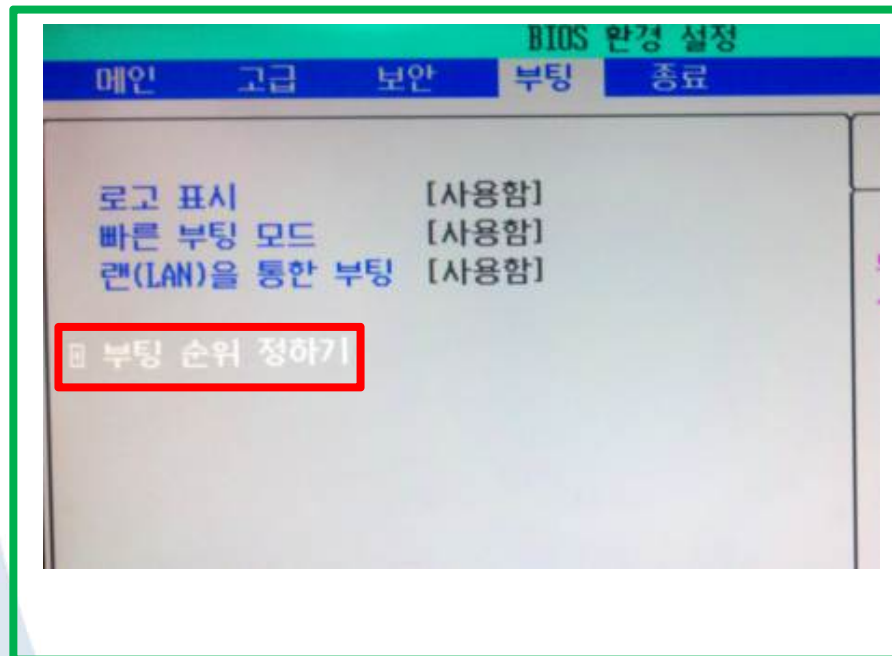 BIOS 환경 설정
메인 고급 보안 부팅 종료
로고 표시 [사용함]
빠른 부팅 모드 [사용함]
랜(LAN)을 통한 부팅 [사용함]
부팅 순위 정하기